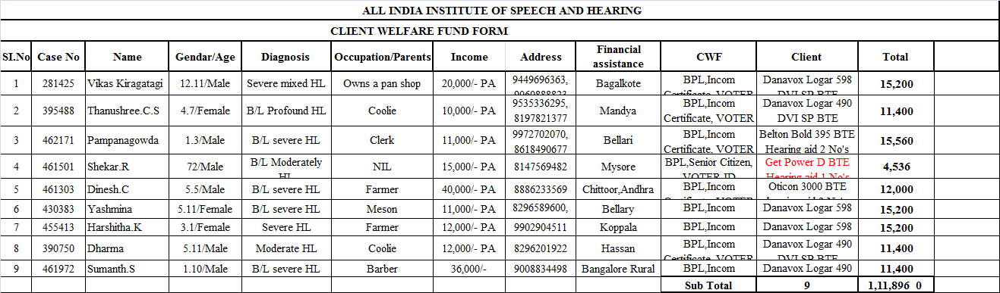 ALL INDIA INSTITUTE OF SPEECH AND HEARING
CLIENT WELFARE FUND FORM
SI.No Case No Name Gendar/Age Diagnosis Occupation/Parents Income Address Financial assistance CWF Client Total
1 281425 Vikas Kiragatagi 12.11/Male Severe mixed HL Owns a pan shop 20,000/- PA 9449696363, 9060888823 Bagalkote BPL,Incom Certificate, VOTER Danavox Logar 598 DVI SP BTE 15,200
2 395488 Thanushree.C.S 4.7/Female B/L Profound HL Coolie 10,000/- PA 9535336295, 8197821377 Mandya BPL,Incom Certificate, VOTER Danavox Logar 490 DVI SP BTE 11,400
3 462171 Pampanagowda 1.3/Male B/L severe HL Clerk 11,000/- PA 9972702070, 8618490677 Bellari BPL,Incom Certificate, VOTER Belton Bold 395 BTE Hearing aid 2 No's 15,560
4 461501 Shekar.R 72/Male B/L Moderately HL NIL 15,000/- PA 8147569482 Mysore BPL,Senior Citizen, VOTER ID Get Power D BTE Hearing aid 1 No's 4,536
5 461303 Dinesh.C 5.5/Male B/L severe HL Farmer 40,000/- PA 8886233569 Chittoor,Andhra BPL,Incom Oticon 3000 BTE 12,000
6 430383 Yashmina 5.11/Female B/L severe HL Meson 11,000/- PA 8296589600, Bellary BPL,Incom Danavox Logar 598 15,200
7 455413 Harshitha.K 3.1/Female Severe HL Farmer 12,000/- PA 9902904511 Koppala BPL,Incom Danavox Logar 598 15,200
8 390750 Dharma 5.11/Male Moderate HL Coolie 12,000/- PA 8296201922 Hassan BPL,Incom Certificate, VOTER Danavox Logar 490 DVI SP BTE 11,400
9 461972 Sumanth.S 1.10/Male B/L severe HL Barber 36,000/- 9008834498 Bangalore Rural BPL,Incom Danavox Logar 490 11,400
Sub Total 9 1,11,896 0